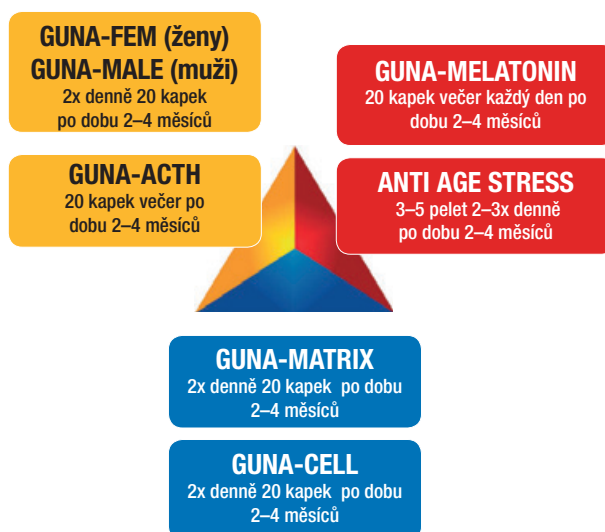 GUNA-FEM (ženy)
GUNA-MALE (muži)
2x denně 20 kapek
po dobu 2–4 měsíců
GUNA-ACTH
20 kapek večer po
dobu 2–4 měsíců
GUNA-MELATONIN
20 kapek večer každý den po
dobu 2–4 měsíců
ANTI AGE STRESS
3–5 pelet 2–3x denně
po dobu 2–4 měsíců
GUNA-MATRIX
2x denně 20 kapek po dobu
2–4 měsíců
GUNA-CELL
2x denně 20 kapek po dobu
2–4 měsíců